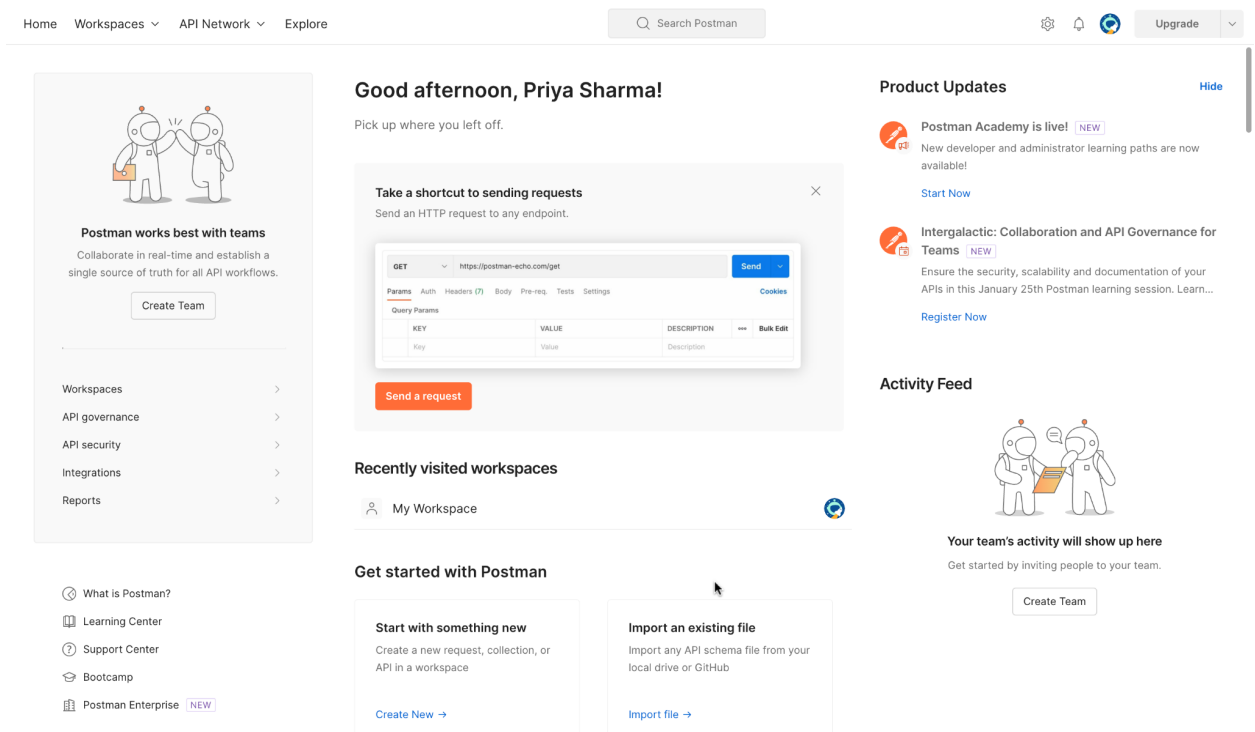 Home Workspaces API Network Explore Search Postman Upgrade
Postman works best with teams
Collaborate in real-time and establish a
single source of truth for all API workflows.
Create Team
Workspaces
API governance
API security
Integrations
Reports
What is Postman?
Learning Center
Support Center
Bootcamp
Postman Enterprise NEW
Good afternoon, Priya Sharma!
Pick up where you left off.
Take a shortcut to sending requests
Send an HTTP request to any endpoint.
GET https://postman-echo.com/get Send
Params Auth Headers (7) Body Pre-req. Tests Settings Cookies
Query Params
KEY VALUE DESCRIPTION ••• Bulk Edit
Key Value Description
Send a request
Recently visited workspaces
My Workspace
Get started with Postman
Start with something new
Create a new request, collection, or
API in a workspace
Create New →
Import an existing file
Import any API schema file from your
local drive or GitHub
Import file →
Product Updates Hide
Postman Academy is live! NEW
New developer and administrator learning paths are now
available!
Start Now
Intergalactic: Collaboration and API Governance for
Teams NEW
Ensure the security, scalability and documentation of your
APIs in this January 25th Postman learning session. Learn...
Register Now
Activity Feed
Your team's activity will show up here
Get started by inviting people to your team.
Create Team